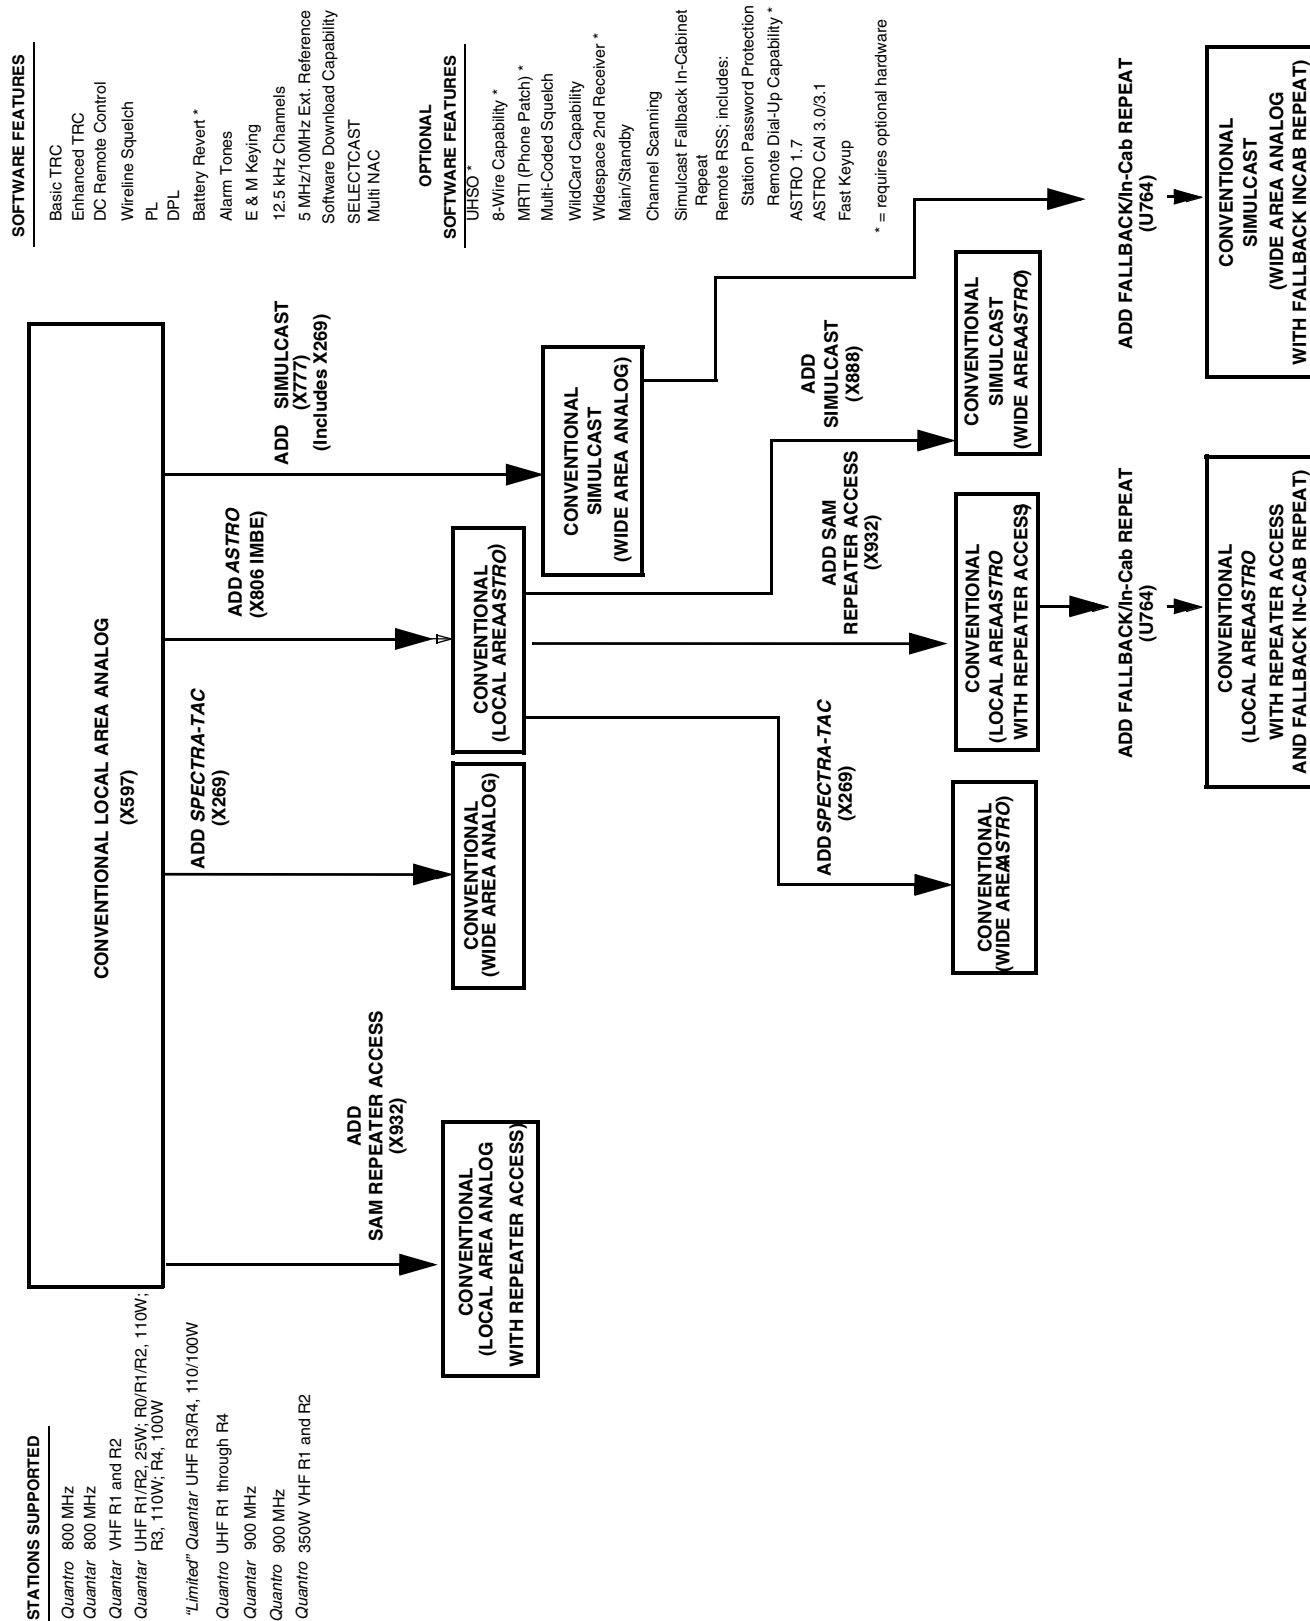 STATIONS SUPPORTED
Quantro 800 MHz
Quantar 800 MHz
Quantar VHF R1 and R2
Quantar UHF R1/R2, 25W; R0/R1/R2, 110W;
R3, 110W; R4, 100W
"Limited" Quantar UHF R3/R4, 110/100W
Quantro UHF R1 through R4
Quantar 900 MHz
Quantro 900 MHz
Quantro 350W VHF R1 and R2
CONVENTIONAL LOCAL AREA ANALOG
(X597)
SOFTWARE FEATURES
Basic TRC
Enhanced TRC
DC Remote Control
Wireline Squelch
PL
DPL
Battery Revert *
Alarm Tones
E & M Keying
12.5 kHz Channels
5 MHz/10MHz Ext. Reference
Software Download Capability
SELECTCAST
Multi NAC
OPTIONAL
SOFTWARE FEATURES
UHSO *
8-Wire Capability *
MRTI (Phone Patch) *
Multi-Coded Squelch
WildCard Capability
Widespace 2nd Receiver *
Main/Standby
Channel Scanning
Simulcast Fallback In-Cabinet
Repeat
Remote RSS; includes:
Station Password Protection
Remote Dial-Up Capability *
ASTRO 1.7
ASTRO CAI 3.0/3.1
Fast Keyup
* = requires optional hardware
ADD
SAM REPEATER ACCESS
(X932)
ADD SPECTRA-TAC
(X269)
ADD ASTRO
(X806 IMBE)
ADD SIMULCAST
(X777)
(Includes X269)
CONVENTIONAL
(LOCAL AREA ANALOG
WITH REPEATER ACCESS)
CONVENTIONAL
(WIDE AREA ANALOG)
CONVENTIONAL
(LOCAL AREA ASTRO)
CONVENTIONAL
SIMULCAST
(WIDE AREA ANALOG)
ADD SPECTRA-TAC
(X269)
ADD SAM
REPEATER ACCESS
(X932)
ADD
SIMULCAST
(X888)
CONVENTIONAL
(WIDE AREA ASTRO)
CONVENTIONAL
(LOCAL AREA ASTRO
WITH REPEATER ACCESS)
CONVENTIONAL
SIMULCAST
(WIDE AREA ASTRO)
ADD FALLBACK/In-Cab REPEAT
(U764)
ADD FALLBACK/In-Cab REPEAT
(U764)
CONVENTIONAL
(LOCAL AREA ASTRO
WITH REPEATER ACCESS
AND FALLBACK IN-CAB REPEAT)
CONVENTIONAL
SIMULCAST
(WIDE AREA ANALOG
WITH FALLBACK INCAB REPEAT)